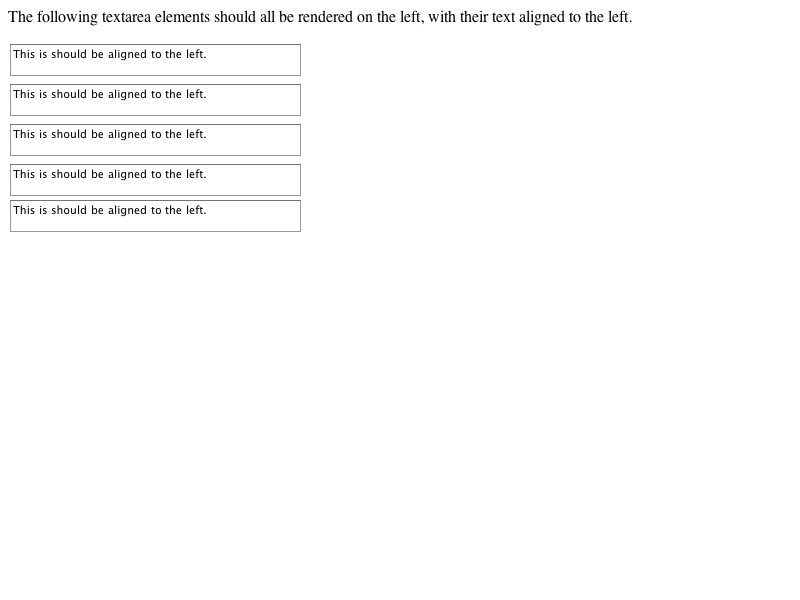 The following textarea elements should all be rendered on the left, with their text aligned to the left.
This is should be aligned to the left.
This is should be aligned to the left.
This is should be aligned to the left.
This is should be aligned to the left.
This is should be aligned to the left.